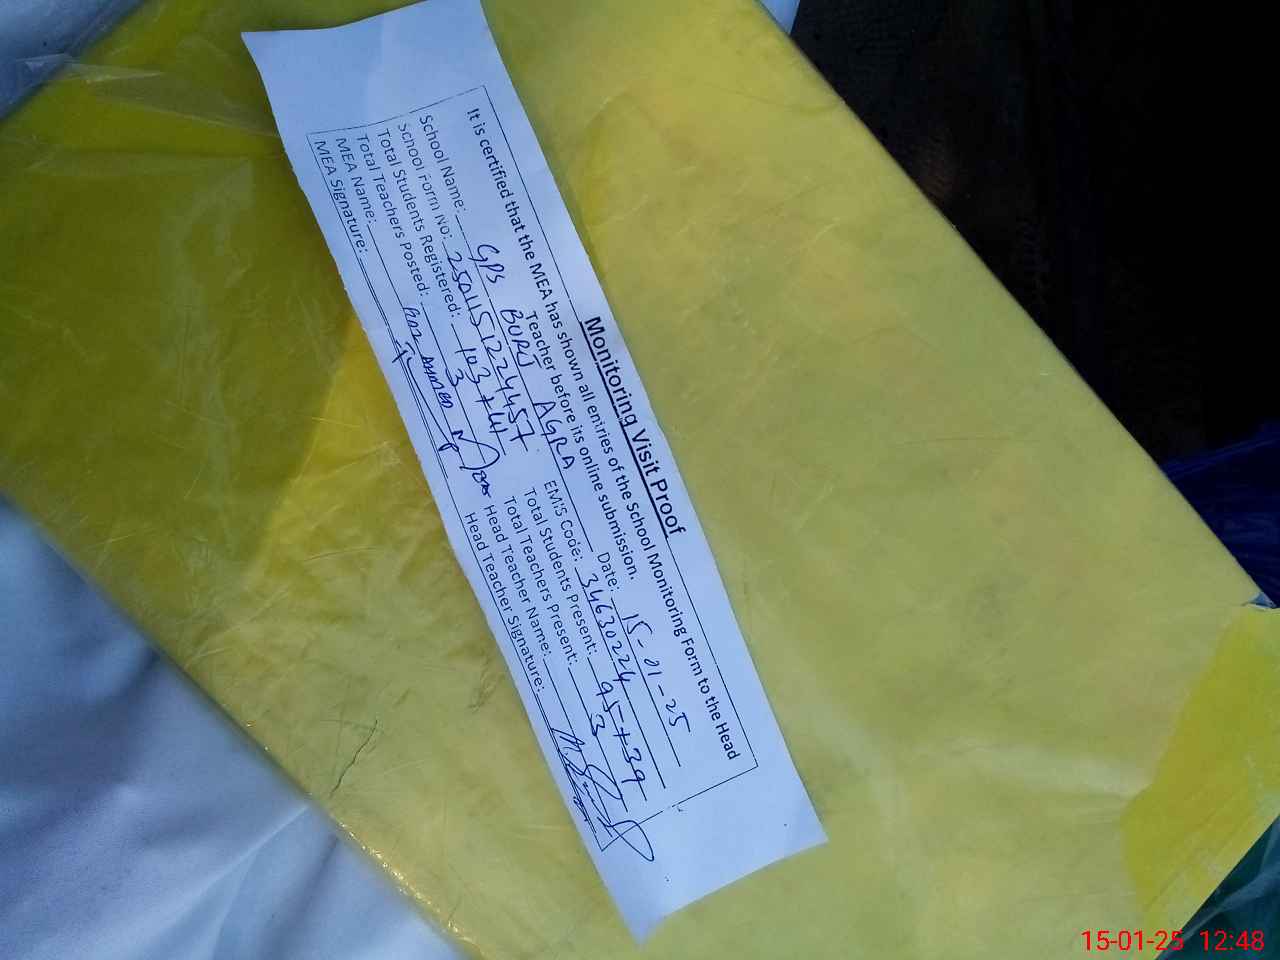 Monitoring Visit Proof
It is certified that the MEA has shown all entries of the School Monitoring Form to the Head
Teacher before its online submission.
Date: 15-01-25
School Name: GPS BURJ AGRA EMIS Code: 34630224
School Form No: 2501151224457 Total Students Present: 95+39
Total Students Registered: 103+41 Total Teachers Present: 3
Total Teachers Posted: 3 Head Teacher Name:
MEA Name: AHMED Head Teacher Signature:
MEA Signature:
15-01-25 12:48